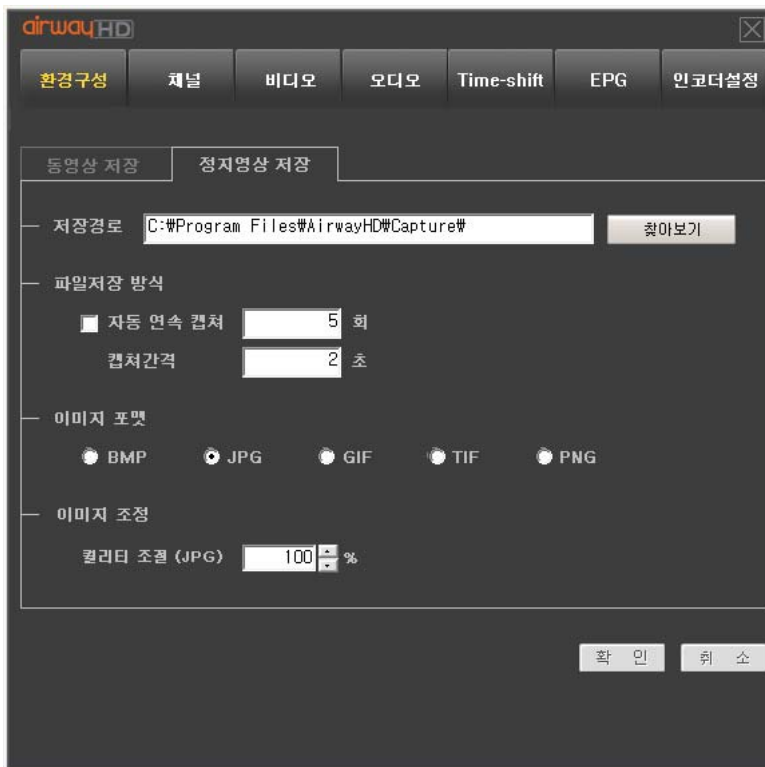 airwayHD
환경구성 채널 비디오 오디오 Time-shift EPG 인코더설정
동영상 저장 정지영상 저장
저장경로 C:₩Program Files₩AirwayHD₩Capture₩ 찾아보기
파일저장 방식
자동 연속 캡쳐 5 회
캡쳐간격 2 초
이미지 포맷
BMP JPG GIF TIF PNG
이미지 조정
퀄리티 조절 (JPG) 100 %
확 인 취 소